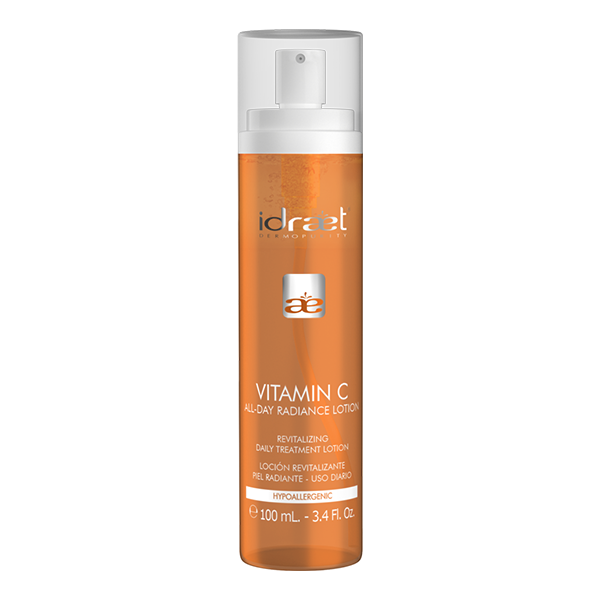 idraet
DERMOPROLIFE
æ
VITAMIN C
ALL-DAY RADIANCE LOTION
REVITALIZING
DAILY TREATMENT LOTION
LOCIÓN REVITALIZANTE
PIEL RADIANTE - USO DIARIO
HYPOALLERGENIC
℮ 100 mL. - 3.4 Fl. Oz.